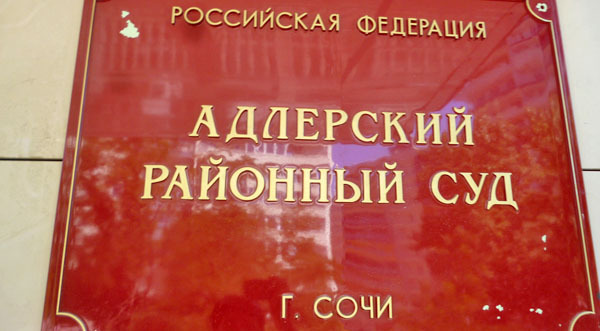 РОССИЙСКАЯ ФЕДЕРАЦИЯ
АДЛЕРСКИЙ
РАЙОННЫЙ СУД
Г. СОЧИ